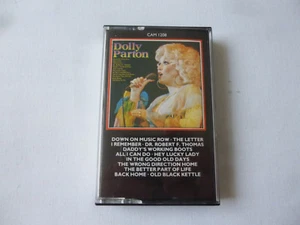 CAM 1208
Dolly
Parton
DOWN ON MUSIC ROW · THE LETTER
I REMEMBER · DR. ROBERT F. THOMAS
DADDY'S WORKING BOOTS
ALL I CAN DO · HEY LUCKY LADY
IN THE GOOD OLD DAYS
THE WRONG DIRECTION HOME
THE BETTER PART OF LIFE
BACK HOME · OLD BLACK KETTLE